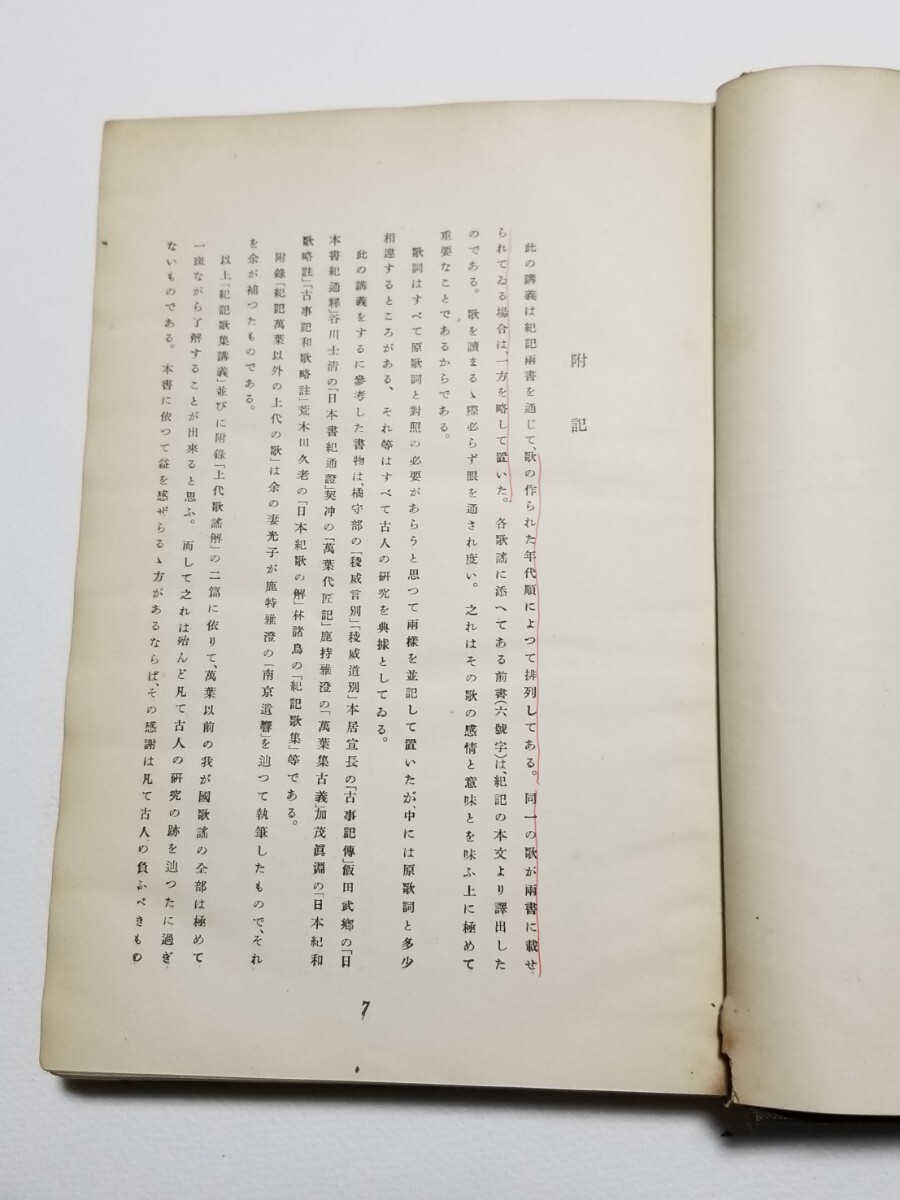 附記
此の講義は紀記兩書を通じて、歌の作られた年代順によつて排列してある。同一の歌が兩書に載せ
られてゐる場合は、一方を略して置いた。各歌謠に添へてある前書(六號字)は、紀記の本文より譯出した
のである。歌を讀まるゝ際必らず眼を通され度い。之れはその歌の感情と意味とを味ふ上に極めて
重要なことであるからである。
歌詞はすべて原歌詞と對照の必要があらうと思つて兩樣を並記して置いたが、中には原歌詞と多少
相違するところがある、それ等はすべて古人の硏究を典據としてゐる。
此の講義をするに參考した書物は、橘守部の「稜威言別」「稜威道別」本居宣長の「古事記傳」飯田武鄕の「日
本書紀通釋」谷川士淸の「日本書紀通證」契冲の「萬葉代匠記」鹿持雅澄の「萬葉集古義」加茂眞淵の「日本紀和
歌略註」「古事記和歌略註」荒木田久老の「日本紀歌の解」林諸鳥の「紀記歌集」等である。
附錄「紀記萬葉以外の上代の歌」は余の妻光子が鹿特雅澄の「南京遺響」を辿つて執筆したもので、それ
を余が補つたものである。
以上「紀記歌集講義」並びに附錄「上代歌謠解」の二篇に依りて、萬葉以前の我が國歌謠の全部は極めて
一斑ながら了解することが出來ると思ふ。而して之れは殆んど凡て古人の硏究の跡を辿つたに過ぎ
ないものである。本書に依つて益を感ぜらるゝ方があるならば、その感謝は凡て古人の負ふべきもの
7